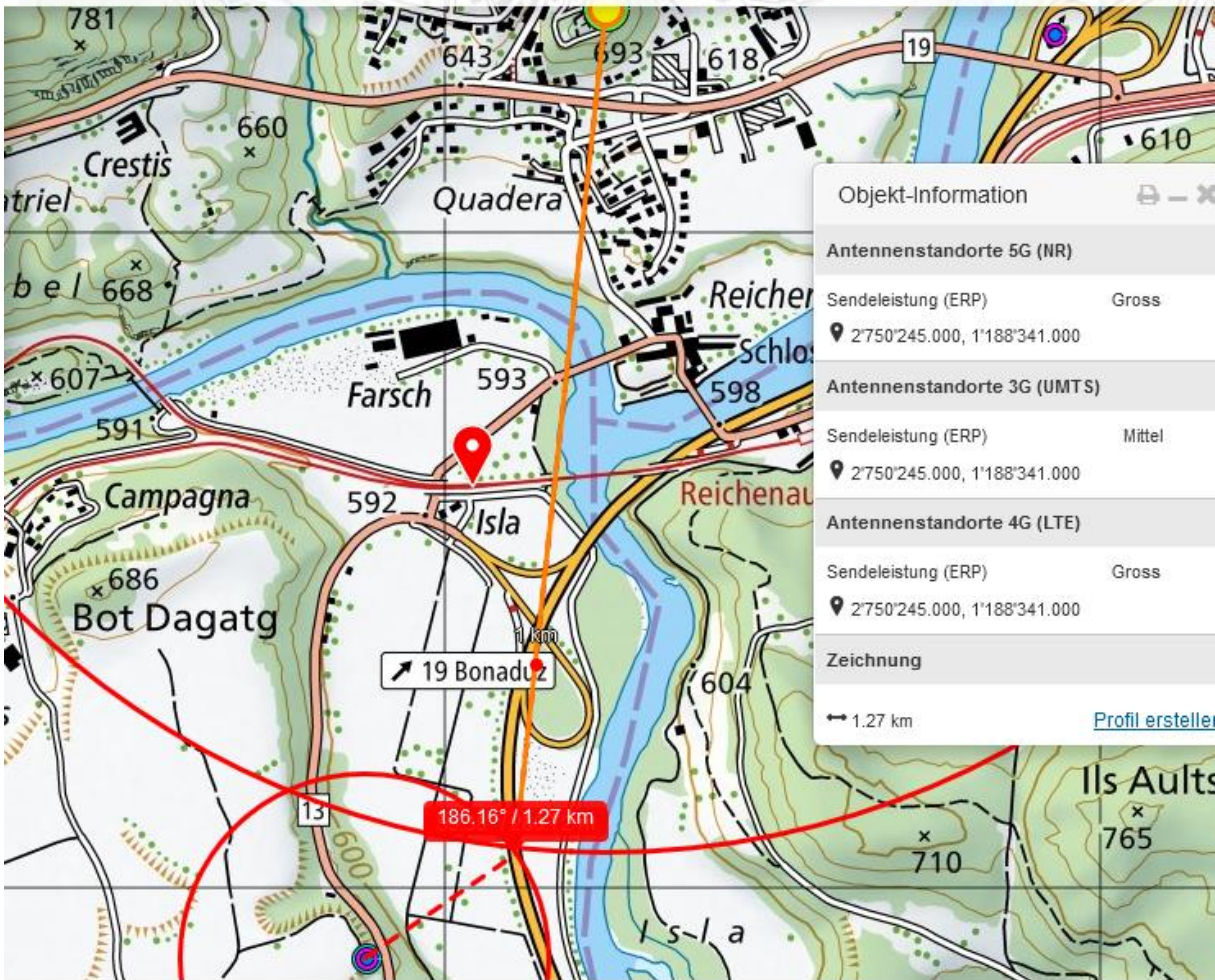 781
643
693
618
19
660
610
Crestis
Quadera
Objekt-Information
Antennenstandorte 5G (NR)
bel 668
Sendeleistung (ERP) Gross
2'750'245.000, 1'188'341.000
607
Farsch
593
598
Antennenstandorte 3G (UMTS)
591
Sendeleistung (ERP) Mittel
2'750'245.000, 1'188'341.000
Campagna
592
Isla
Reichenau
Antennenstandorte 4G (LTE)
686
Bot Dagatg
Sendeleistung (ERP) Gross
2'750'245.000, 1'188'341.000
1 km
19 Bonaduz
604
Zeichnung
1.27 km Profil erstellen
13
186.16° / 1.27 km
600
Ils Aults
765
710
Isla